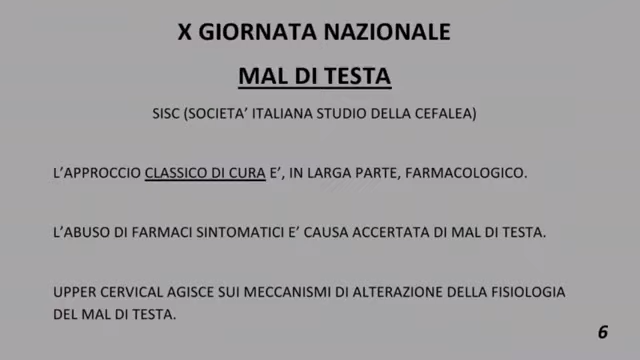 X GIORNATA NAZIONALE
MAL DI TESTA
SISC (SOCIETA’ ITALIANA STUDIO DELLA CEFALEA)
L’APPROCCIO CLASSICO DI CURA E’, IN LARGA PARTE, FARMACOLOGICO.
L’ABUSO DI FARMACI SINTOMATICI E’ CAUSA ACCERTATA DI MAL DI TESTA.
UPPER CERVICAL AGISCE SUI MECCANISMI DI ALTERAZIONE DELLA FISIOLOGIA
DEL MAL DI TESTA.
6